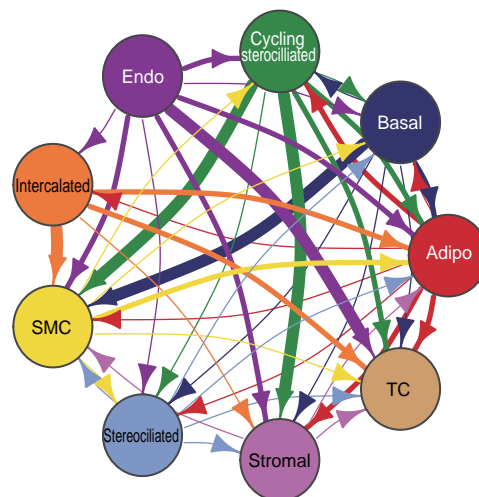 Cycling
sterocilliated
Endo
Basal
Intercalated
Adipo
SMC
TC
Stereociliated
Stromal